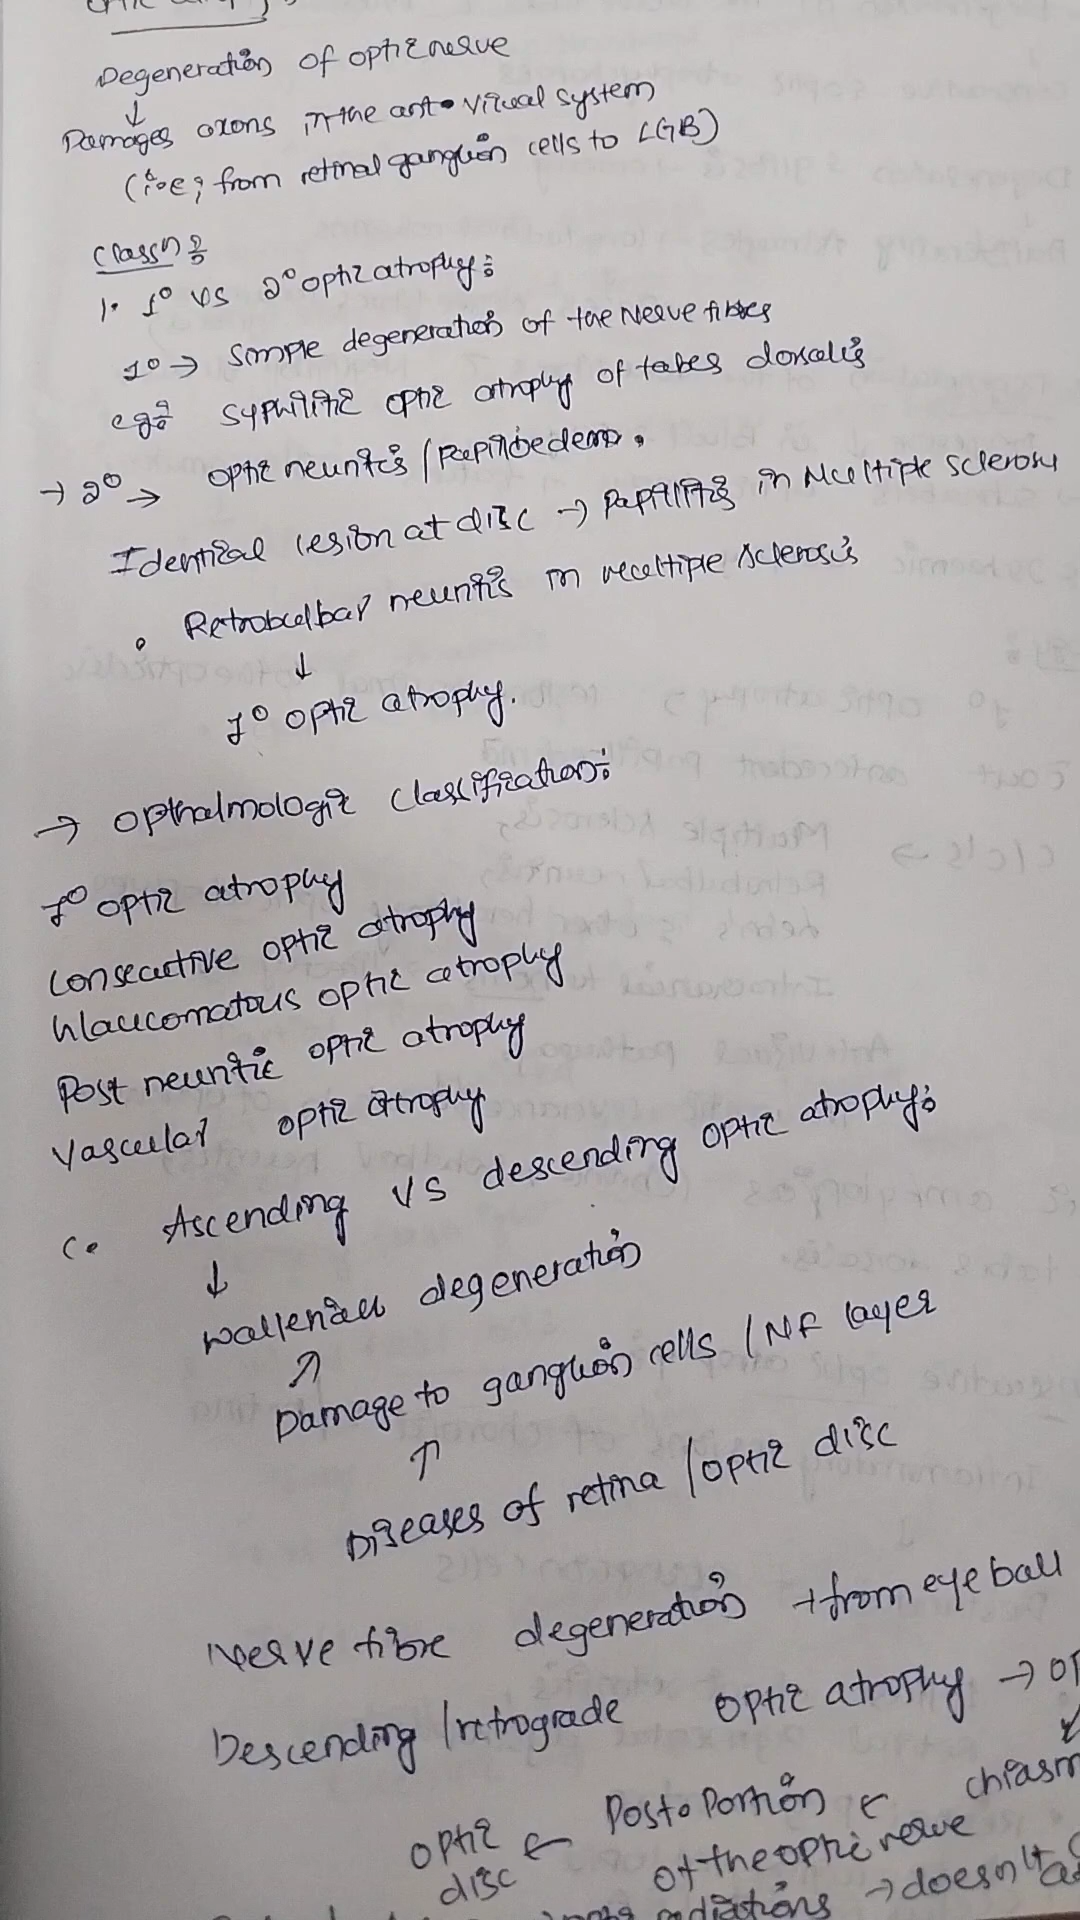 Degeneration of optic nerve
↓
Damages axons in the ant. visual system
(i.e; from retinal ganglion cells to LGB)
Classn:
1. 1° vs 2° optic atrophy:
1° → simple degeneration of the Nerve fibres
eg: syphilitic optic atrophy of tabes dorsalis
→ 2° → optic neuritis / papilloedema.
Identical lesion at disc → papillitis in Multiple sclerosis
. Retrobulbar neuritis in multiple sclerosis
↓
1° optic atrophy.
→ Opthalmologic Classification:
1° optic atrophy
Consecutive optic atrophy
Glaucomatous optic atrophy
Post neuritic optic atrophy
Vascular optic atrophy
C. Ascending vs descending optic atrophy:
↓
Wallerian degeneration
↑
Damage to ganglion cells / NF layer
↑
Diseases of retina / optic disc
Nerve fibre degeneration → from eye ball
Descending / retrograde optic atrophy →
optic disc ← Post. Portion ←
of the optic nerve
→ doesn't